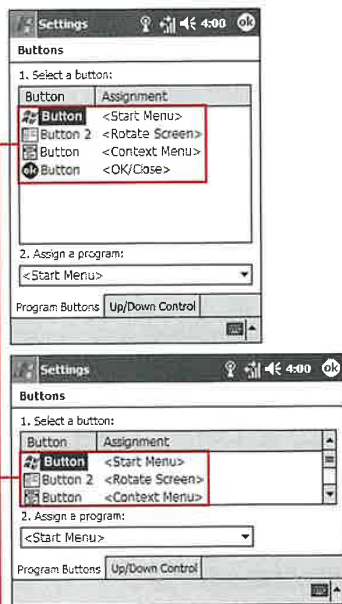 Settings 4:00 ok
Buttons
1. Select a button:
Button Assignment
Button <Start Menu>
Button 2 <Rotate Screen>
Button <Context Menu>
ok Button <OK/Close>
2. Assign a program:
<Start Menu>
Program Buttons Up/Down Control
Settings 4:00 ok
Buttons
1. Select a button:
Button Assignment
Button <Start Menu>
Button 2 <Rotate Screen>
Button <Context Menu>
2. Assign a program:
<Start Menu>
Program Buttons Up/Down Control